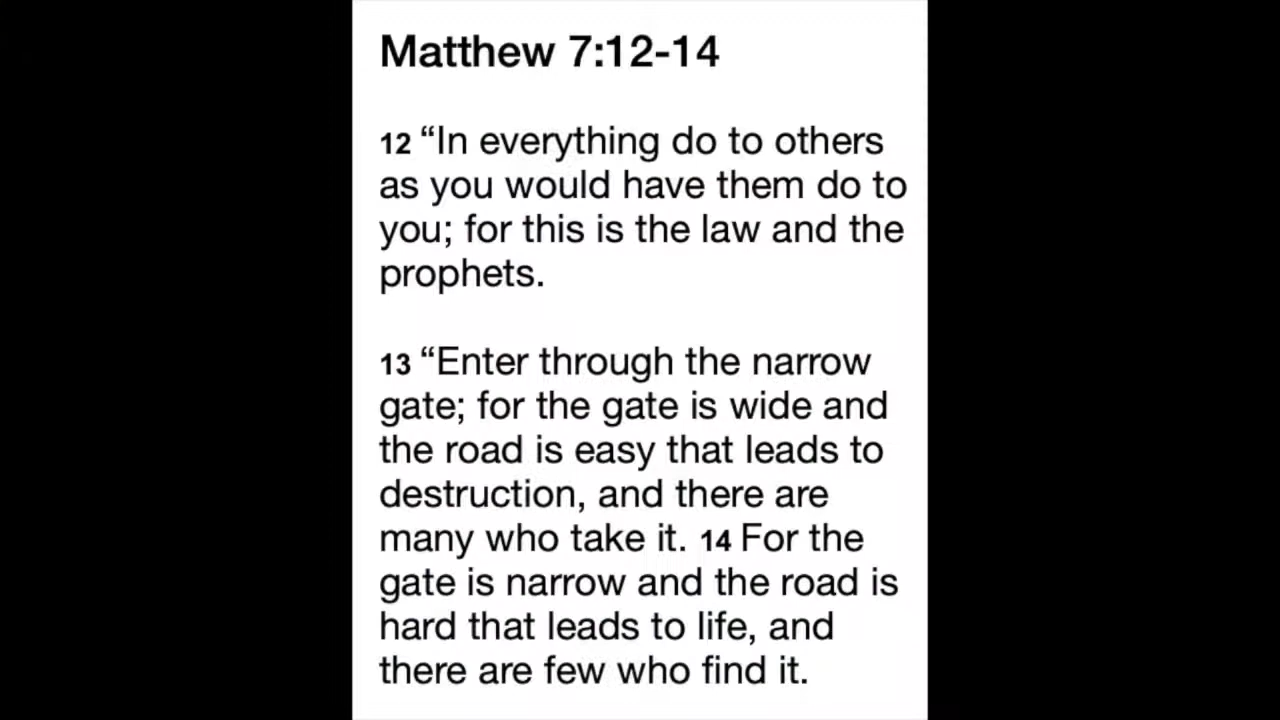 Matthew 7:12-14
12 “In everything do to others
as you would have them do to
you; for this is the law and the
prophets.
13 “Enter through the narrow
gate; for the gate is wide and
the road is easy that leads to
destruction, and there are
many who take it. 14 For the
gate is narrow and the road is
hard that leads to life, and
there are few who find it.